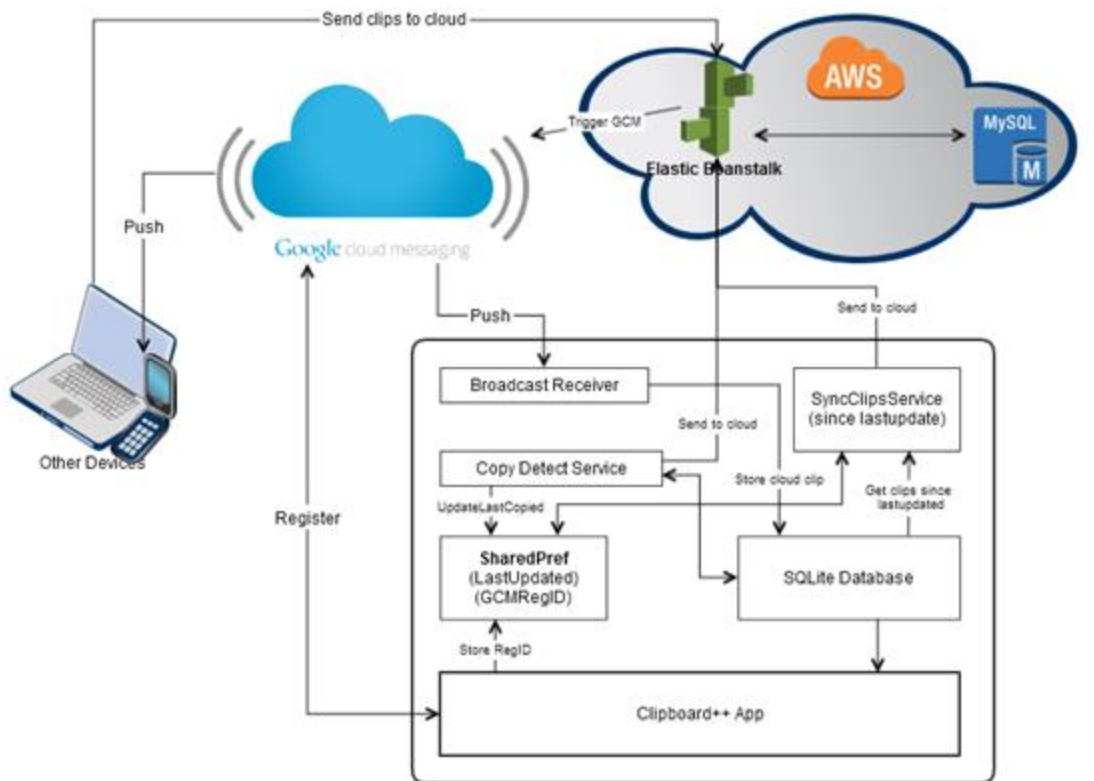 Send clips to cloud
AWS
MySQL
M
Trigger GCM
Elastic Beanstalk
Push
Google cloud messaging
Push
Send to cloud
Broadcast Receiver
SyncClipsService
(since lastupdate)
Send to cloud
Other Devices
Copy Detect Service
Store cloud clip
Get clips since
lastupdated
UpdateLastCopied
Register
SharedPref
(LastUpdated)
(GCMRegID)
SQLite Database
Store RegID
Clipboard++ App